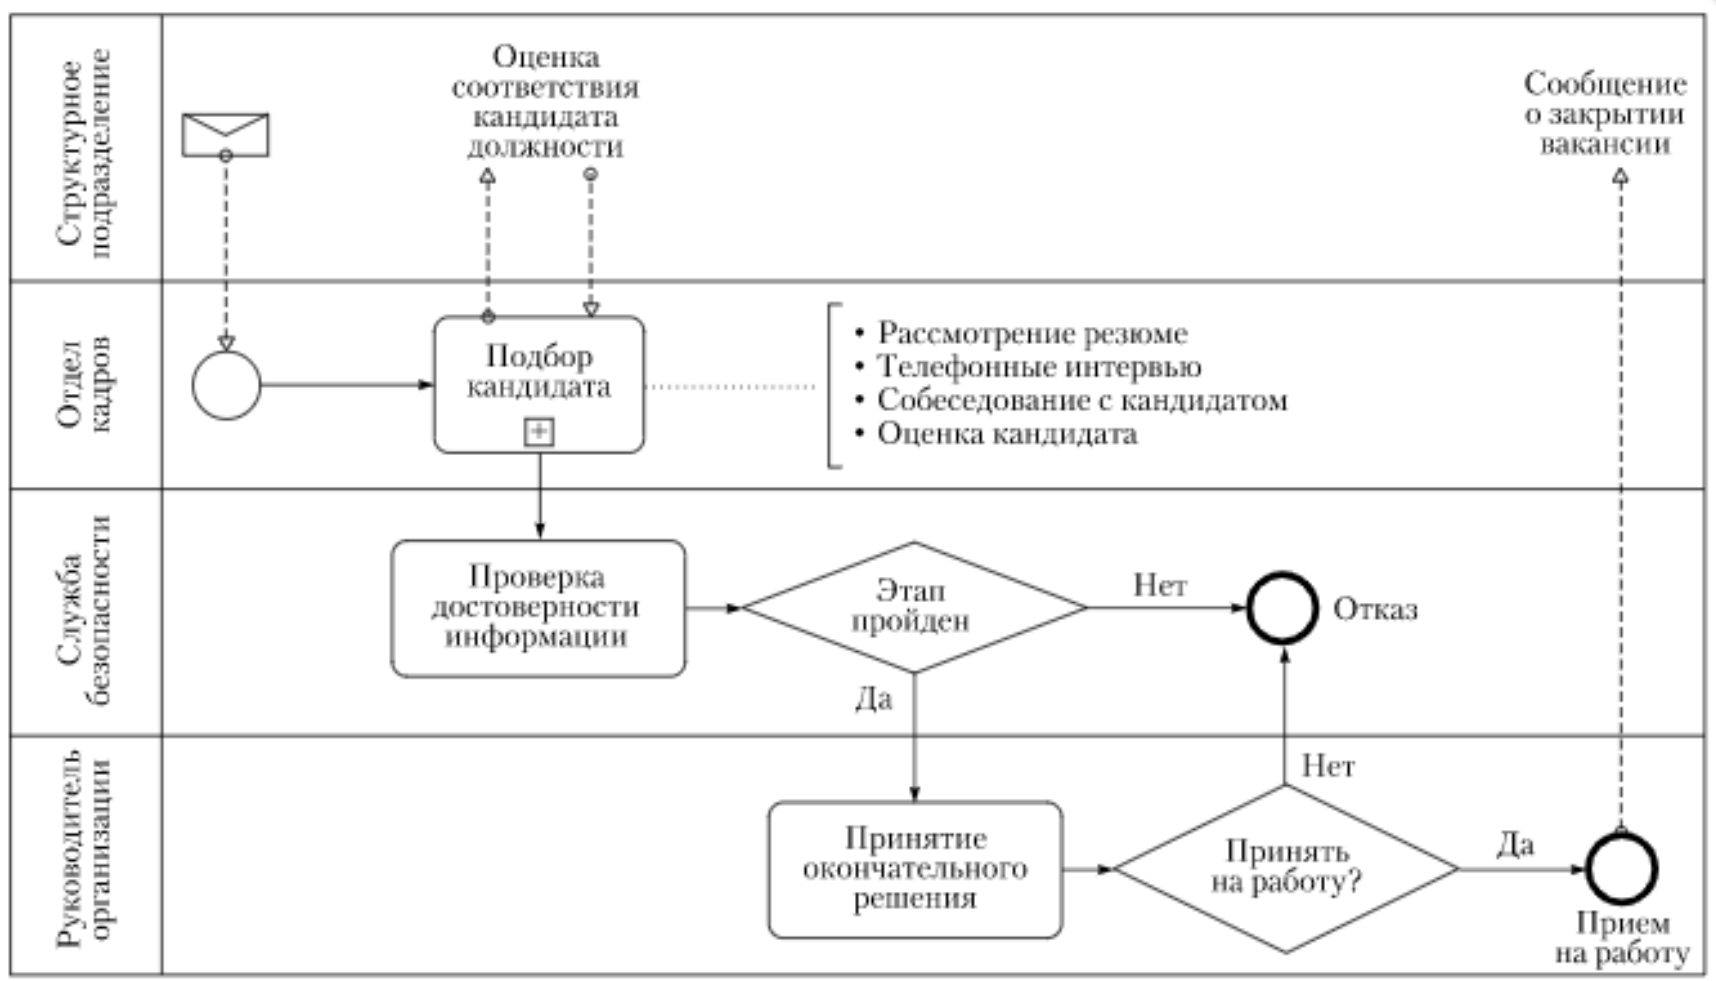 Структурное
подразделение
Оценка
соответствия
кандидата
должности
Сообщение
о закрытии
вакансии
Отдел
кадров
Подбор
кандидата
• Рассмотрение резюме
• Телефонные интервью
• Собеседование с кандидатом
• Оценка кандидата
Служба
безопасности
Проверка
достоверности
информации
Этап
пройден
Нет
Отказ
Да
Руководитель
организации
Принятие
окончательного
решения
Нет
Принять
на работу?
Да
Прием
на работу